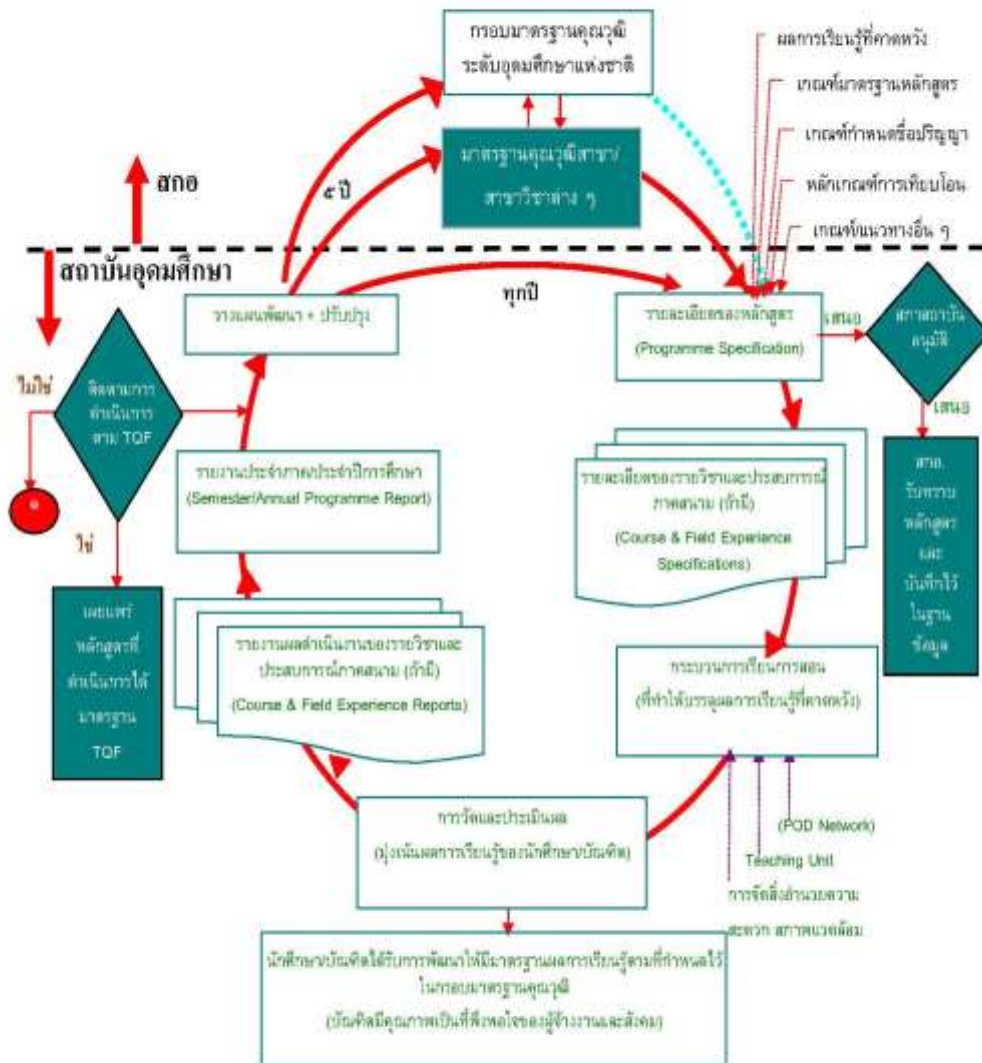 กรอบมาตรฐานคุณวุฒิ
ระดับอุดมศึกษาแห่งชาติ
ผลการเรียนรู้ที่คาดหวัง
เกณฑ์มาตรฐานหลักสูตร
เกณฑ์กำหนดชื่อปริญญา
หลักเกณฑ์การเทียบโอน
เกณฑ์/แนวทางอื่น ๆ
มาตรฐานคุณวุฒิสาขา/
สาขาวิชาต่าง ๆ
๕ ปี
สกอ
สถาบันอุดมศึกษา
ทุกปี
วางแผนพัฒนา + ปรับปรุง
รายละเอียดของหลักสูตร
(Programme Specification)
เสนอ
สภาสถาบัน
อนุมัติ
เสนอ
ไม่ใช่
ติดตามการ
ดำเนินการ
ตาม TQF
ใช่
รายงานประจำภาค/ประจำปีการศึกษา
(Semester/Annual Programme Report)
รายละเอียดของรายวิชาและประสบการณ์
ภาคสนาม (ถ้ามี)
(Course & Field Experience
Specifications)
สกอ.
รับทราบ
หลักสูตร
และ
บันทึกไว้
ในฐาน
ข้อมูล
เผยแพร่
หลักสูตรที่
ดำเนินการได้
มาตรฐาน
TQF
รายงานผลดำเนินงานของรายวิชาและ
ประสบการณ์ภาคสนาม (ถ้ามี)
(Course & Field Experience Reports)
กระบวนการเรียนการสอน
(ที่ทำให้บรรลุผลการเรียนรู้ที่คาดหวัง)
การวัดและประเมินผล
(มุ่งเน้นผลการเรียนรู้ของนักศึกษา/บัณฑิต)
(POD Network)
Teaching Unit
การจัดสิ่งอำนวยความ
สะดวก สภาพแวดล้อม
นักศึกษา/บัณฑิตได้รับการพัฒนาให้มีมาตรฐานผลการเรียนรู้ตามที่กำหนดไว้
ในกรอบมาตรฐานคุณวุฒิ
(บัณฑิตมีคุณภาพเป็นที่พึงพอใจของผู้จ้างงานและสังคม)